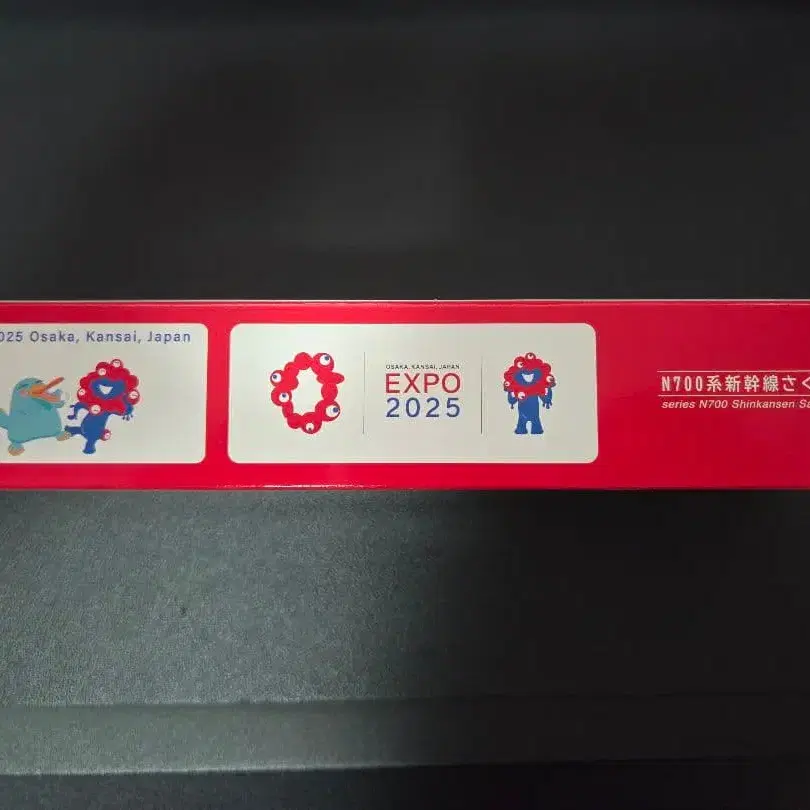 025 Osaka, Kansai, Japan
OSAKA, KANSAI, JAPAN
EXPO
2025
N700系新幹線さく
series N700 Shinkansen Sa